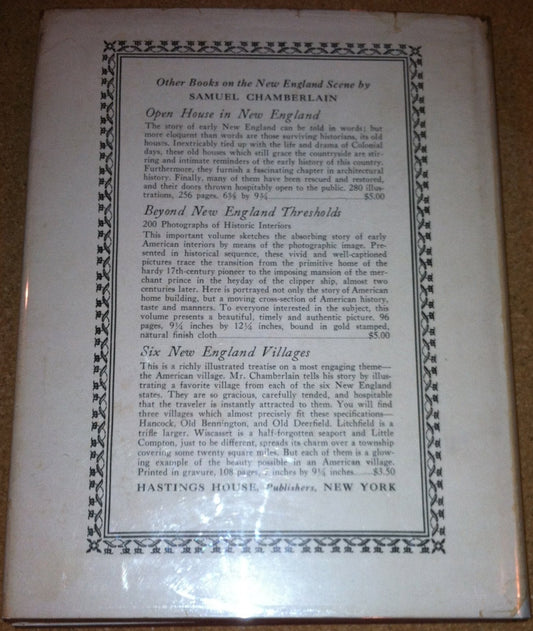 Other Books on the New England Scene by
SAMUEL CHAMBERLAIN
Open House in New England
The story of early New England can be told in words; but
more eloquent than words are those surviving historians, its old
houses. Inextricably tied up with the life and drama of Colonial
days, these old houses which still grace the countryside are stir-
ring and intimate reminders of the early history of this country.
Furthermore, they furnish a fascinating chapter in architectural
history. Finally, many of them have been rescued and restored,
and their doors thrown hospitably open to the public. 280 illus-
trations, 256 pages, by $5.00
Beyond New England Thresholds
200 Photographs of Historic Interiors
This important volume sketches the absorbing story of early
American interiors by means of the photographic image. Pre-
sented in historical sequence, these vivid and well-captioned
pictures trace the transition from the primitive home of the
hardy 17th-century pioneer to the imposing mansion of the mer-
chant prince in the heyday of the clipper ship, almost two
centuries later. Here is portrayed not only the story of American
home building, but a moving cross-section of American history,
taste and manners. To everyone interested in the subject, this
volume presents a beautiful, timely and authentic picture. 96
pages, 9¼ inches by 12¼ inches, bound in gold stamped,
natural finish cloth $5.00
Six New England Villages
This is a richly illustrated treatise on a most engaging theme—
the American village. Mr. Chamberlain tells his story by illus-
trating a favorite village from each of the six New England
states. They are so gracious, carefully tended, and hospitable
that the traveler is instantly attracted to them. You will find
three villages which almost precisely fit these specifications—
Hancock, Old Bennington, and Old Deerfield. Litchfield is a
trifle larger. Wiscasset is a half-forgotten seaport and Little
Compton, just to be different, spreads its charm over a township
covering some twenty square miles. But each of them is a glow-
ing example of the beauty possible in an American village.
Printed in gravure, 108 pages, inches by 9¼ inches $3.50
HASTINGS HOUSE, Publishers, NEW YORK